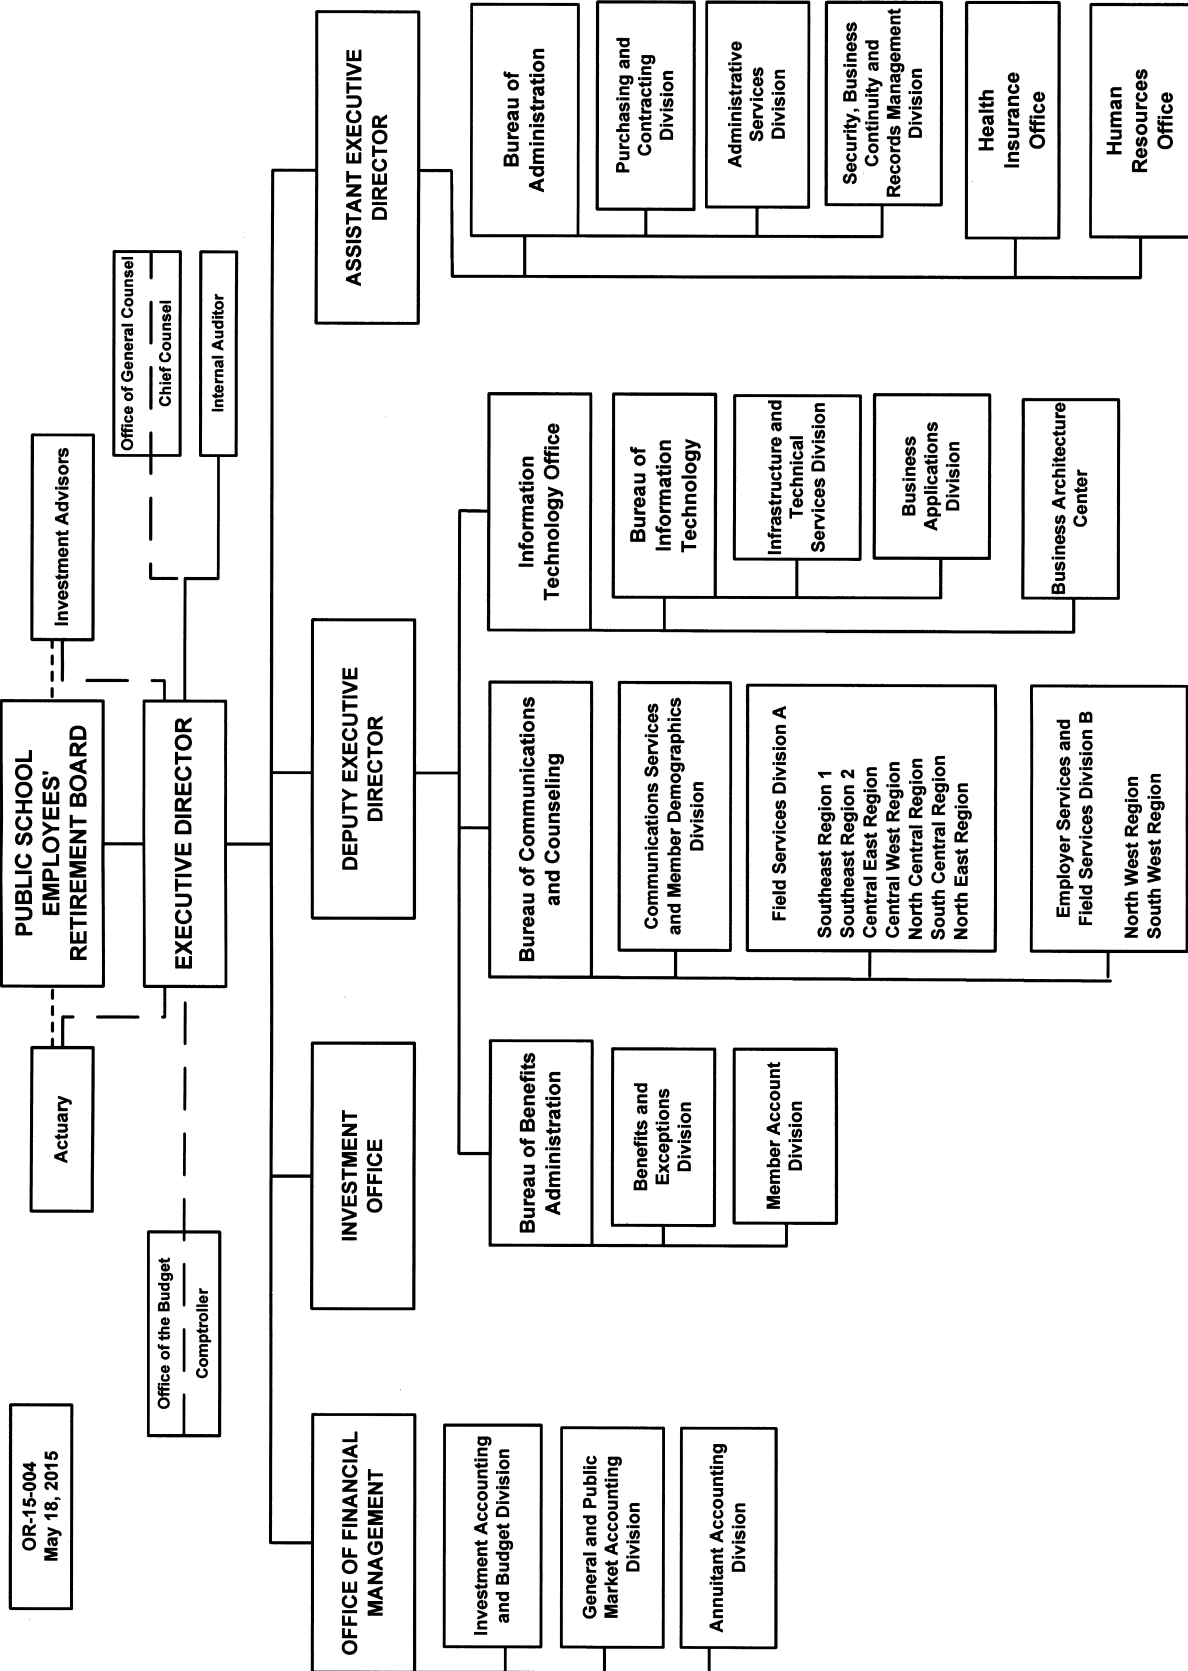 OR-15-004
May 18, 2015
PUBLIC SCHOOL
EMPLOYEES'
RETIREMENT BOARD
Actuary
Investment Advisors
EXECUTIVE DIRECTOR
Office of the Budget
Comptroller
Office of General Counsel
Chief Counsel
Internal Auditor
OFFICE OF FINANCIAL
MANAGEMENT
INVESTMENT
OFFICE
DEPUTY EXECUTIVE
DIRECTOR
ASSISTANT EXECUTIVE
DIRECTOR
Investment Accounting
and Budget Division
General and Public
Market Accounting
Division
Annuitant Accounting
Division
Bureau of Benefits
Administration
Benefits and
Exceptions
Division
Member Account
Division
Bureau of Communications
and Counseling
Communications Services
and Member Demographics
Division
Field Services Division A
Southeast Region 1
Southeast Region 2
Central East Region
Central West Region
North Central Region
South Central Region
North East Region
Employer Services and
Field Services Division B
North West Region
South West Region
Information
Technology Office
Bureau of
Information
Technology
Infrastructure and
Technical
Services Division
Business
Applications
Division
Business Architecture
Center
Bureau of
Administration
Purchasing and
Contracting
Division
Administrative
Services
Division
Security, Business
Continuity and
Records Management
Division
Health
Insurance
Office
Human
Resources
Office